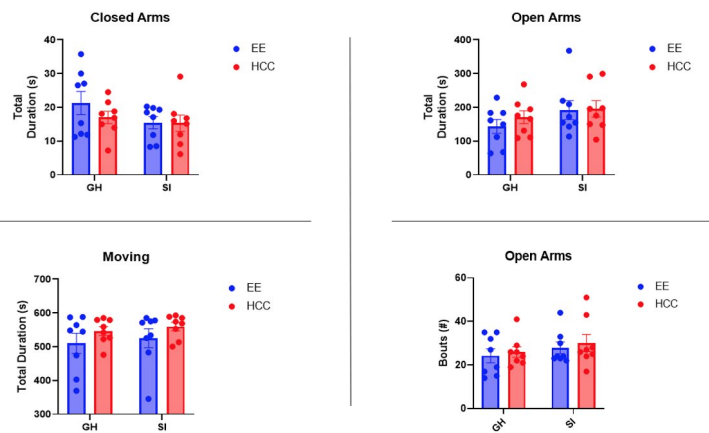 Closed Arms
Total
Duration (s)
40
30
20
10
0
GH
SI
EE
HCC
Open Arms
Total
Duration (s)
400
300
200
100
0
GH
SI
EE
HCC
Moving
Total Duration (s)
700
600
500
400
300
GH
SI
EE
HCC
Open Arms
Bouts (#)
60
40
20
0
GH
SI
EE
HCC